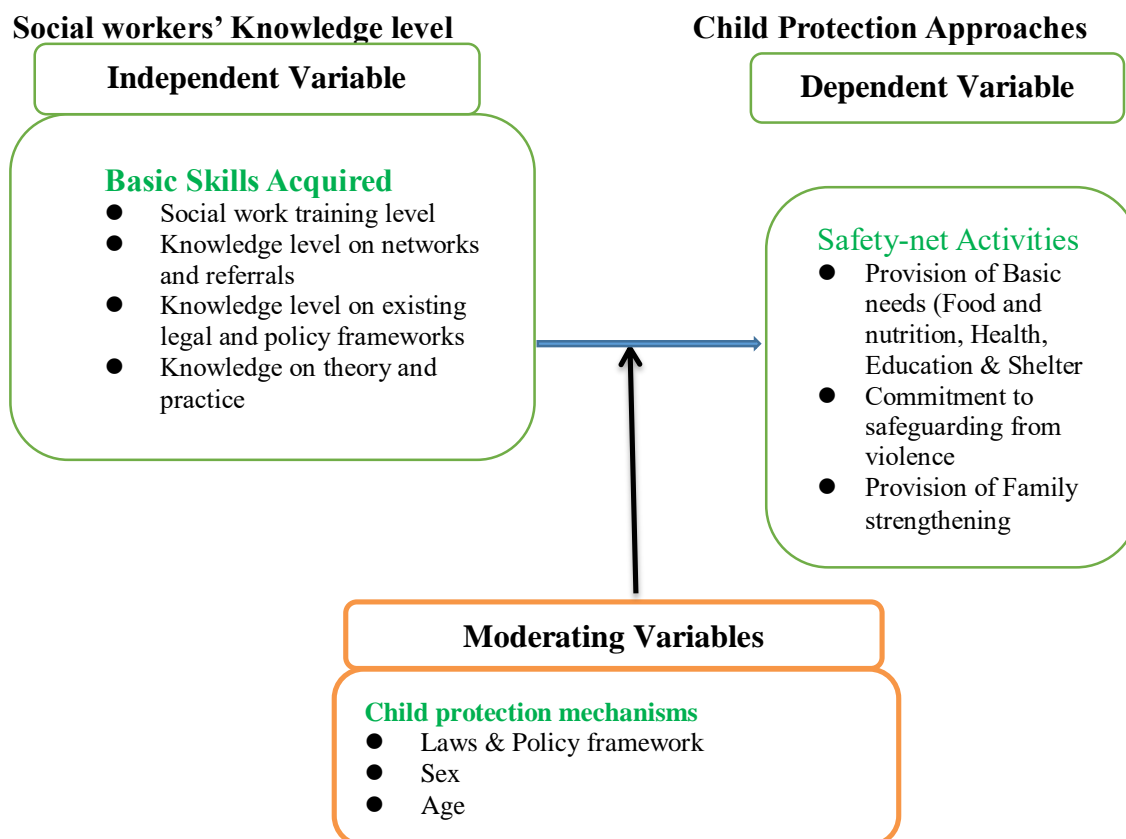 Social workers’ Knowledge level
Child Protection Approaches
Independent Variable
Dependent Variable
Basic Skills Acquired
● Social work training level
● Knowledge level on networks
and referrals
● Knowledge level on existing
legal and policy frameworks
● Knowledge on theory and
practice
Safety-net Activities
● Provision of Basic
needs (Food and
nutrition, Health,
Education & Shelter
● Commitment to
safeguarding from
violence
● Provision of Family
strengthening
Moderating Variables
Child protection mechanisms
● Laws & Policy framework
● Sex
● Age